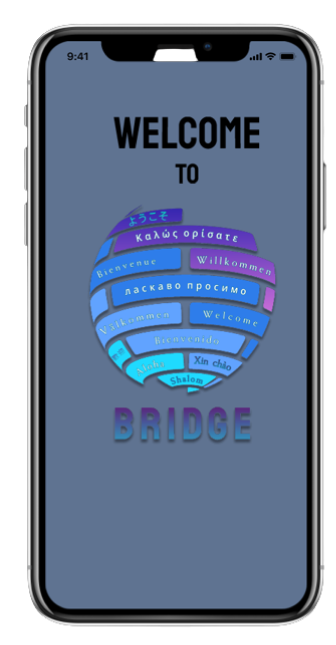 9:41
WELCOME
TO
ようこそ
καλώς ορίσατε
Bienvenue
Willkommen
ласкаво просимо
Välkommen
Welcome
Bienvenido
Xin chào
Shalom
BRIDGE